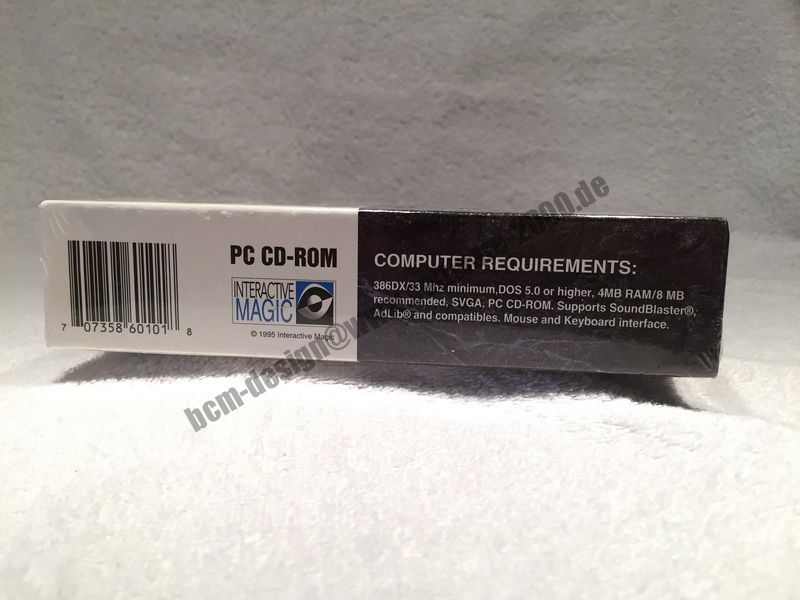 PC CD-ROM
INTERACTIVE
MAGIC
© 1995 Interactive Magic
7 07358 60101 8
COMPUTER REQUIREMENTS:
386DX/33 Mhz minimum,DOS 5.0 or higher, 4MB RAM/8 MB
recommended, SVGA, PC CD-ROM. Supports SoundBlaster®,
AdLib® and compatibles. Mouse and Keyboard interface.